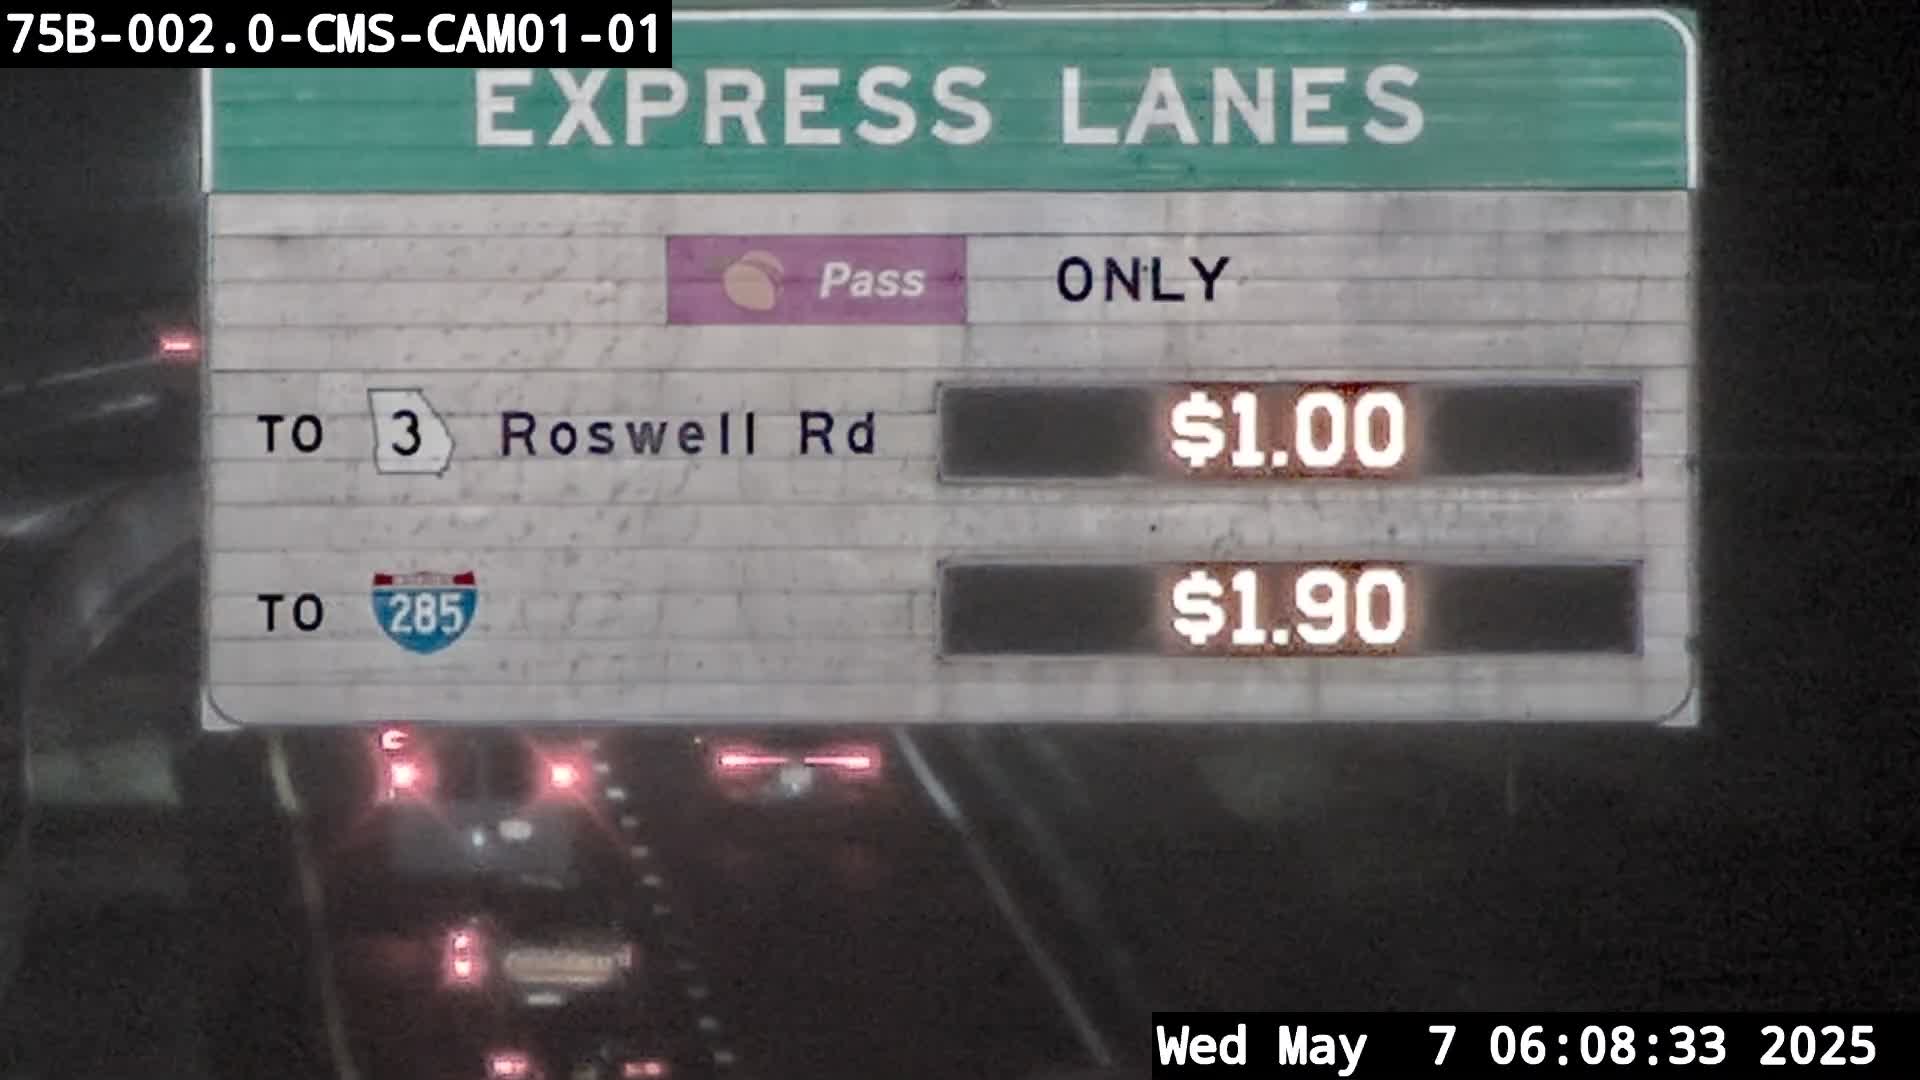 75B-002.0-CMS-CAM01-01
EXPRESS LANES
Pass ONLY
TO 3 Roswell Rd $1.00
TO 285 $1.90
Wed May 7 06:08:33 2025